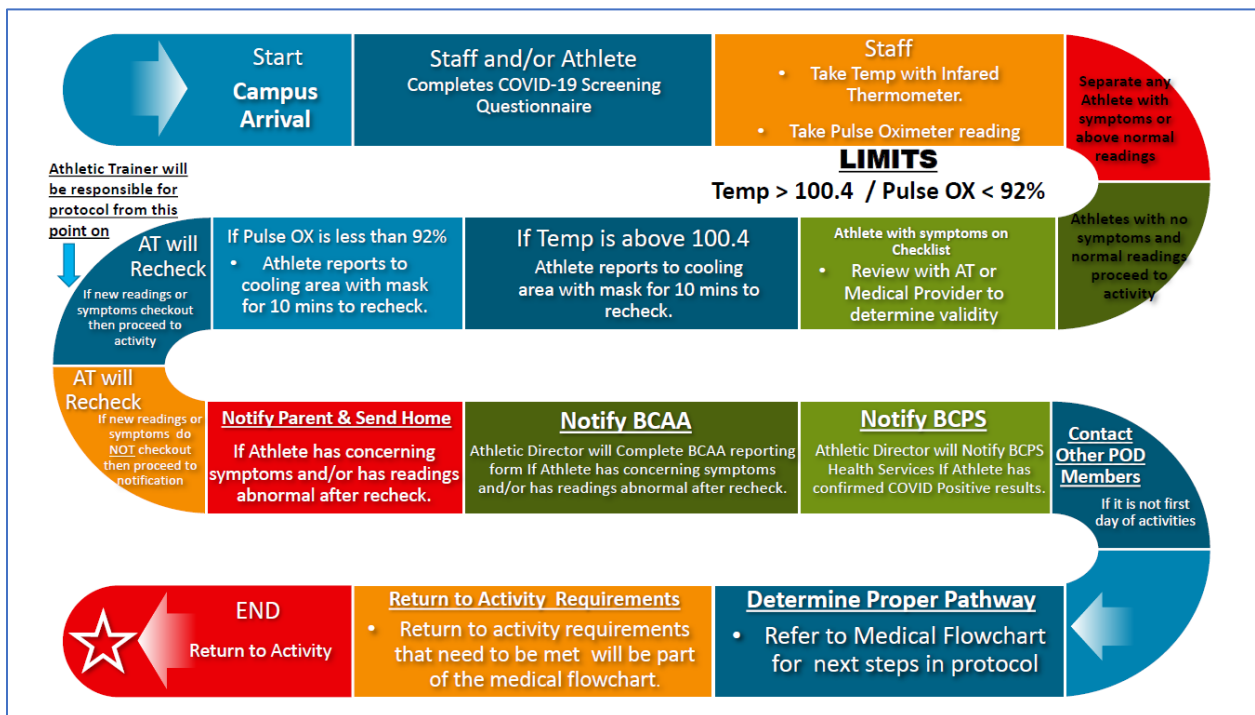 Start
Campus
Arrival
Staff and/or Athlete
Completes COVID-19 Screening
Questionnaire
Staff
• Take Temp with Infared
Thermometer.
• Take Pulse Oximeter reading
Separate any
Athlete with
symptoms or
above normal
readings
LIMITS
Temp > 100.4 / Pulse OX < 92%
Athletes with no
symptoms and
normal readings
proceed to
activity
Athlete with symptoms on
Checklist
• Review with AT or
Medical Provider to
determine validity
If Temp is above 100.4
Athlete reports to cooling
area with mask for 10 mins to
recheck.
If Pulse OX is less than 92%
• Athlete reports to
cooling area with mask
for 10 mins to recheck.
Athletic Trainer will
be responsible for
protocol from this
point on
AT will
Recheck
If new readings or
symptoms checkout
then proceed to
activity
AT will
Recheck
If new readings or
symptoms do
NOT checkout
then proceed to
notification
Notify Parent & Send Home
If Athlete has concerning
symptoms and/or has readings
abnormal after recheck.
Notify BCAA
Athletic Director will Complete BCAA reporting
form If Athlete has concerning symptoms
and/or has readings abnormal after recheck.
Notify BCPS
Athletic Director will Notify BCPS
Health Services If Athlete has
confirmed COVID Positive results.
Contact
Other POD
Members
If it is not first
day of activities
Determine Proper Pathway
• Refer to Medical Flowchart
for next steps in protocol
Return to Activity Requirements
• Return to activity requirements
that need to be met will be part
of the medical flowchart.
END
Return to Activity